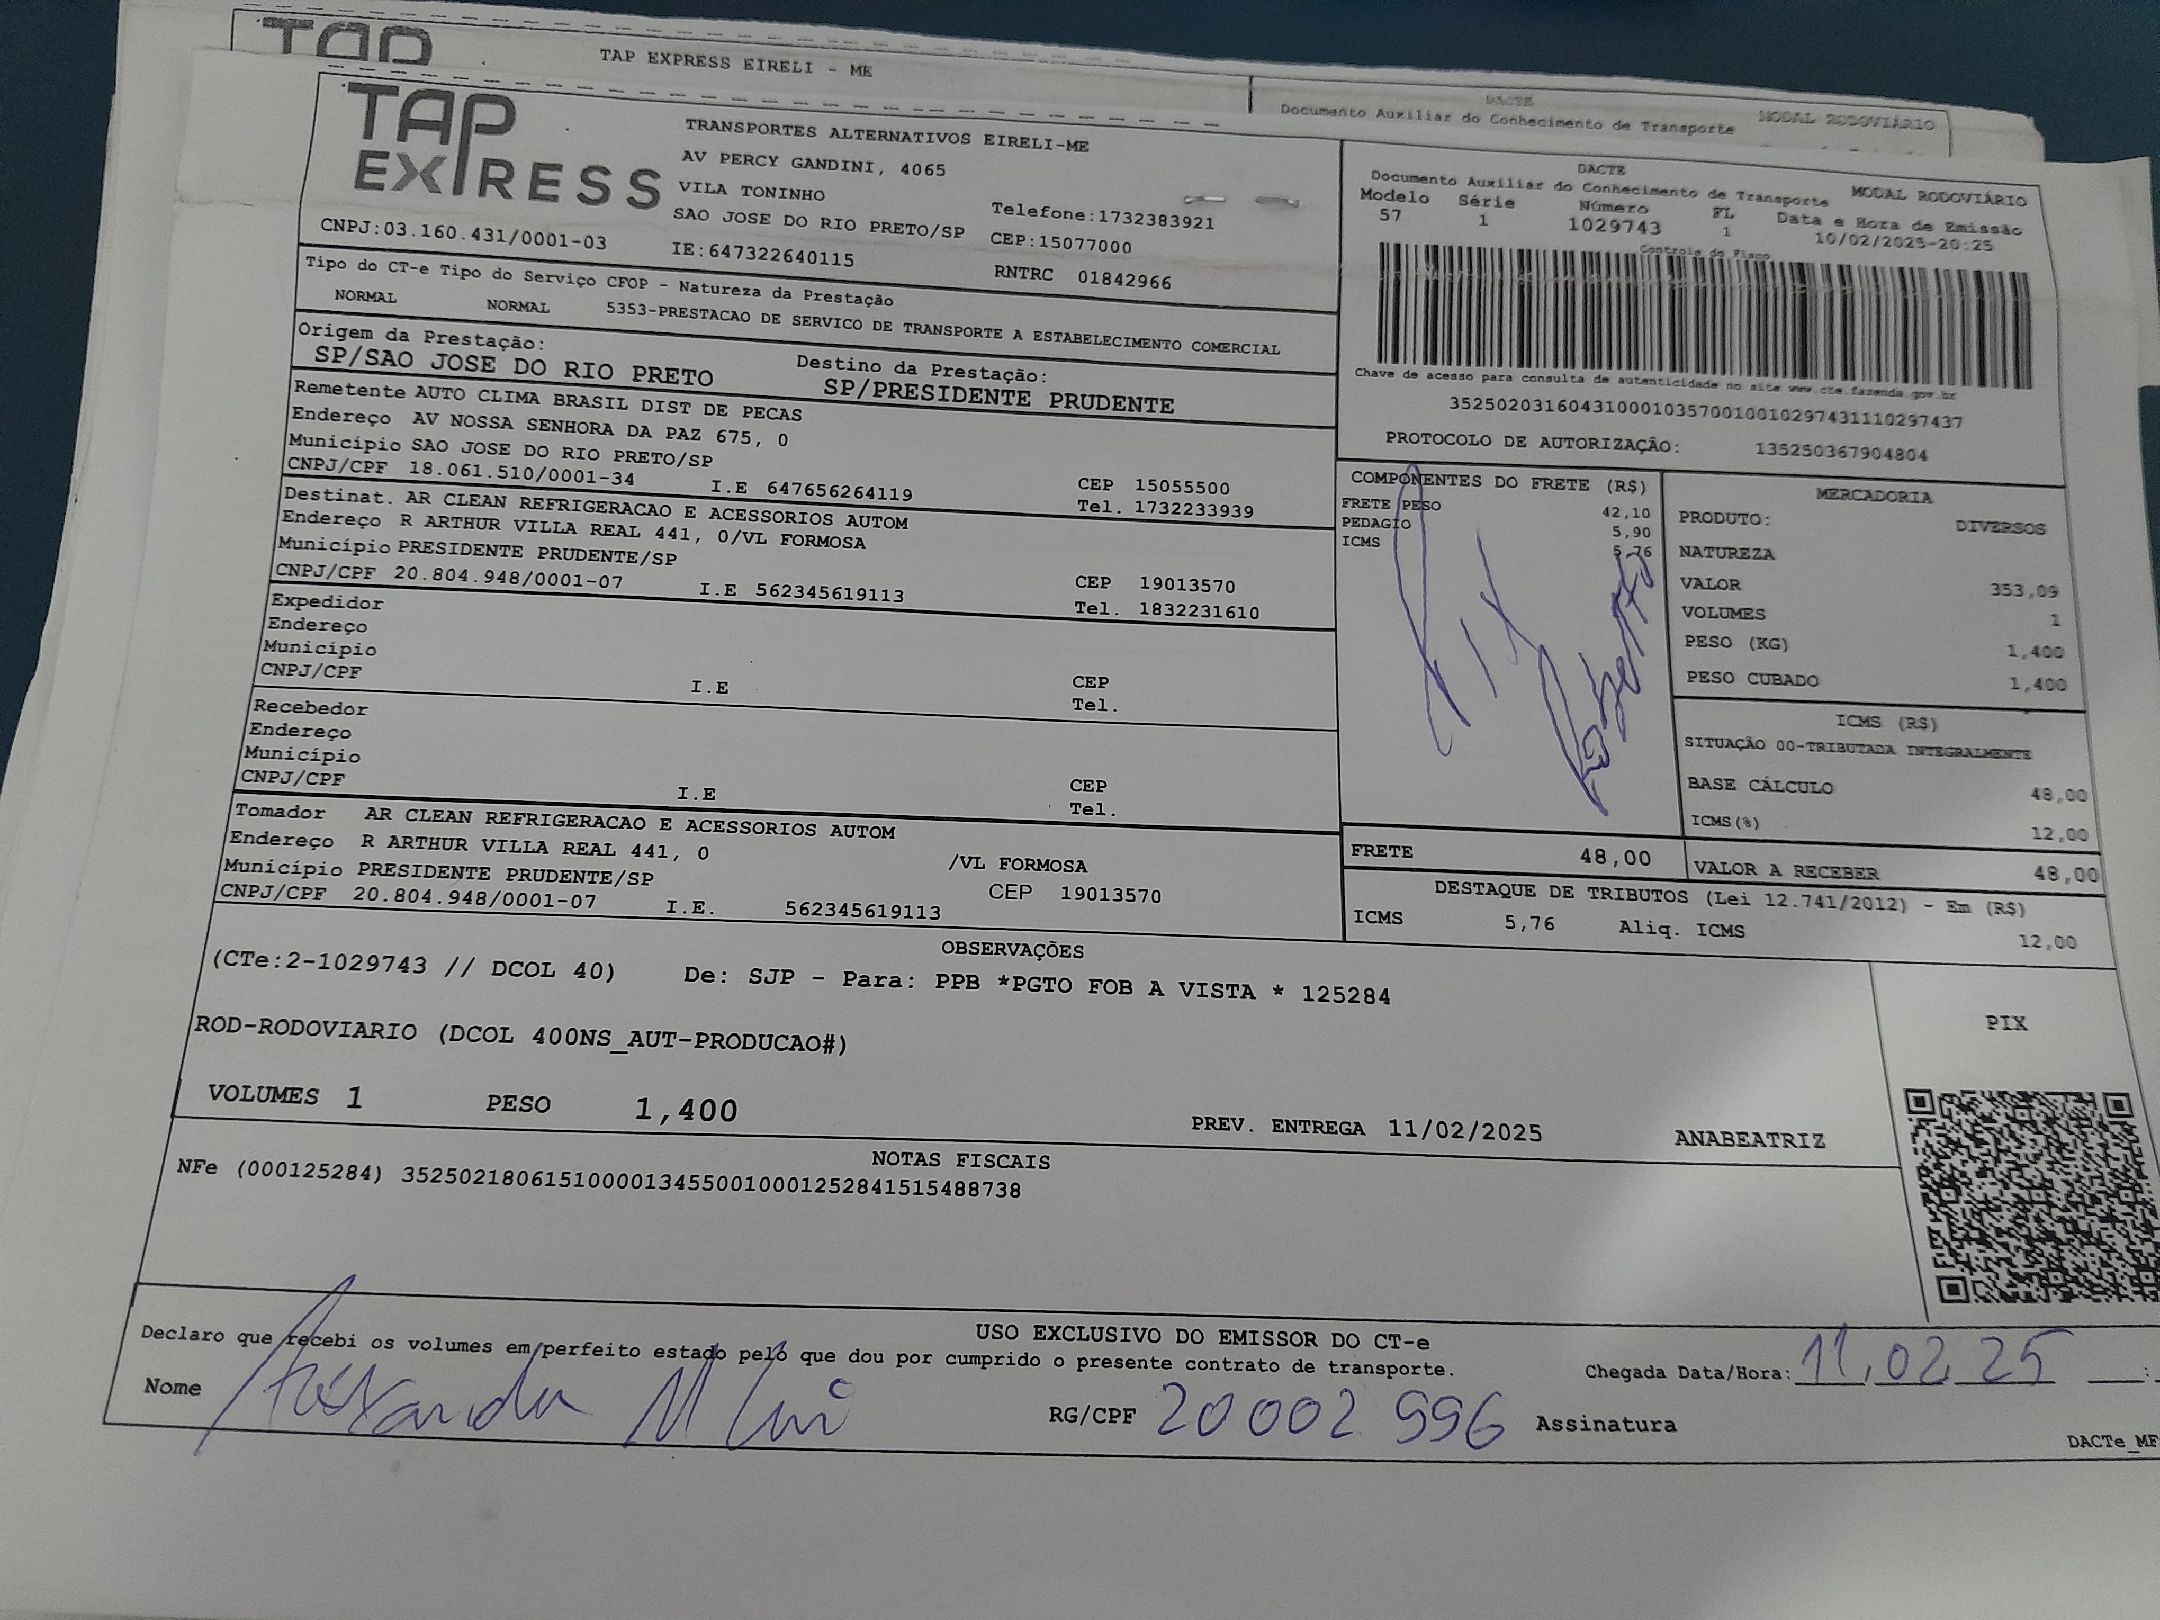 TAP
TAP EXPRESS EIRELI - ME
DACTE
Documento Auxiliar do Conhecimento de Transporte
MODAL RODOVIÁRIO
TAP EXPRESS
TRANSPORTES ALTERNATIVOS EIRELI-ME
AV PERCY GANDINI, 4065
VILA TONINHO
SAO JOSE DO RIO PRETO/SP
Telefone:1732383921
CEP:15077000
CNPJ:03.160.431/0001-03
IE:647322640115
RNTRC 01842966
DACTE
Documento Auxiliar do Conhecimento de Transporte
MODAL RODOVIÁRIO
Modelo Série Número FL Data e Hora de Emissão
57 1 1029743 1 10/02/2025-20:25
Controle do Fisco
Chave de acesso para consulta de autenticidade no site www.cte.fazenda.gov.br
35250203160431000103570010010297431110297437
PROTOCOLO DE AUTORIZAÇÃO: 135250367904804
Tipo do CT-e Tipo do Serviço CFOP - Natureza da Prestação
NORMAL NORMAL 5353-PRESTACAO DE SERVICO DE TRANSPORTE A ESTABELECIMENTO COMERCIAL
Origem da Prestação:
SP/SAO JOSE DO RIO PRETO
Destino da Prestação:
SP/PRESIDENTE PRUDENTE
Remetente AUTO CLIMA BRASIL DIST DE PECAS
Endereço AV NOSSA SENHORA DA PAZ 675, 0
Município SAO JOSE DO RIO PRETO/SP
CEP 15055500
CNPJ/CPF 18.061.510/0001-34 I.E 647656264119 Tel. 1732233939
Destinat. AR CLEAN REFRIGERACAO E ACESSORIOS AUTOM
Endereço R ARTHUR VILLA REAL 441, 0/VL FORMOSA
Município PRESIDENTE PRUDENTE/SP
CEP 19013570
CNPJ/CPF 20.804.948/0001-07 I.E 562345619113 Tel. 1832231610
Expedidor
Endereço
Município
CEP
CNPJ/CPF I.E Tel.
Recebedor
Endereço
Município
CEP
CNPJ/CPF I.E Tel.
Tomador AR CLEAN REFRIGERACAO E ACESSORIOS AUTOM
Endereço R ARTHUR VILLA REAL 441, 0 /VL FORMOSA
Município PRESIDENTE PRUDENTE/SP CEP 19013570
CNPJ/CPF 20.804.948/0001-07 I.E. 562345619113
COMPONENTES DO FRETE (R$)
FRETE PESO 42,10
PEDAGIO 5,90
ICMS 5,76
PIX
MERCADORIA
PRODUTO: DIVERSOS
NATUREZA
VALOR 353,09
VOLUMES 1
PESO (KG) 1,400
PESO CUBADO 1,400
ICMS (R$)
SITUAÇÃO 00-TRIBUTADA INTEGRALMENTE
BASE CÁLCULO 48,00
ICMS(%) 12,00
FRETE 48,00
VALOR A RECEBER 48,00
DESTAQUE DE TRIBUTOS (Lei 12.741/2012) - Em (R$)
ICMS 5,76 Aliq. ICMS 12,00
OBSERVAÇÕES
(CTe:2-1029743 // DCOL 40) De: SJP - Para: PPB *PGTO FOB A VISTA * 125284
ROD-RODOVIARIO (DCOL 400NS_AUT-PRODUCAO#)
VOLUMES 1 PESO 1,400 PREV. ENTREGA 11/02/2025 ANABEATRIZ
PIX
NOTAS FISCAIS
NFe (000125284) 35250218061510000134550010001252841515488738
USO EXCLUSIVO DO EMISSOR DO CT-e
Declaro que recebi os volumes em perfeito estado pelo que dou por cumprido o presente contrato de transporte.
Chegada Data/Hora: 11.02 25 :
Nome
RG/CPF 20002 996 Assinatura
DACTe_MF